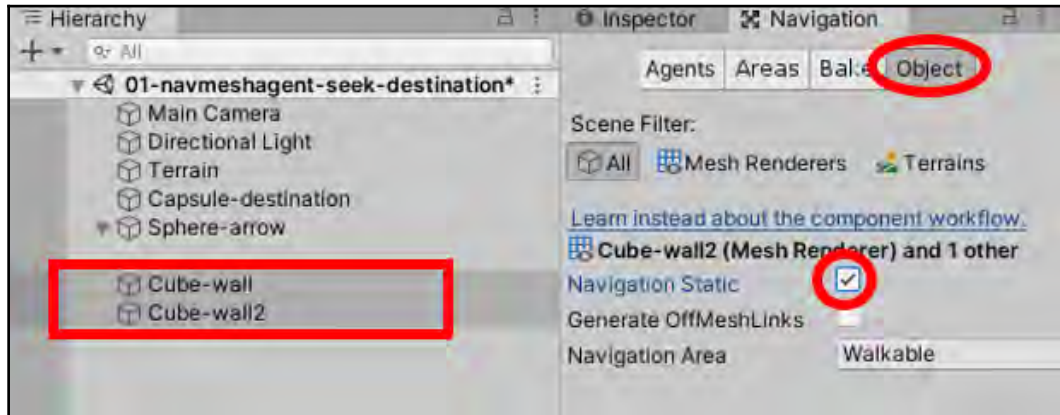 Hierarchy
All
01-navmeshagent-seek-destination*
Main Camera
Directional Light
Terrain
Capsule-destination
Sphere-arrow
Cube-wall
Cube-wall2
Inspector
Navigation
Agents Areas Bake Object
Scene Filter:
All Mesh Renderers Terrains
Learn instead about the component workflow.
Cube-wall2 (Mesh Renderer) and 1 other
Navigation Static
Generate OffMeshLinks
Navigation Area Walkable